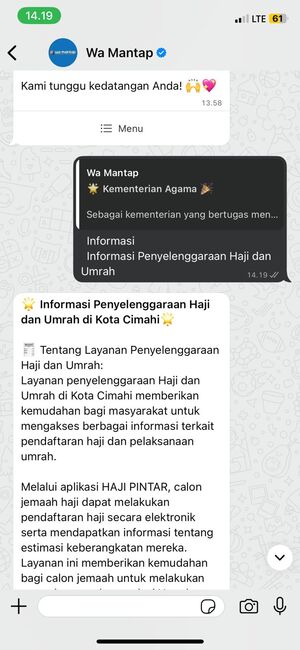 14.19
LTE 61
Wa Mantap
Kami tunggu kedatangan Anda! 🙌💖
13.58
Menu
Wa Mantap
🌟 Kementerian Agama 🎉
Sebagai kementerian yang bertugas men...
Informasi
Informasi Penyelenggaraan Haji dan
Umrah
14.19
🌟 Informasi Penyelenggaraan Haji
dan Umrah di Kota Cimahi🌟
📰 Tentang Layanan Penyelenggaraan
Haji dan Umrah:
Layanan penyelenggaraan Haji dan
Umrah di Kota Cimahi memberikan
kemudahan bagi masyarakat untuk
mengakses berbagai informasi terkait
pendaftaran haji dan pelaksanaan
umrah.
Melalui aplikasi HAJI PINTAR, calon
jemaah haji dapat melakukan
pendaftaran haji secara elektronik
serta mendapatkan informasi tentang
estimasi keberangkatan mereka.
Layanan ini memberikan kemudahan
bagi calon jemaah untuk melakukan